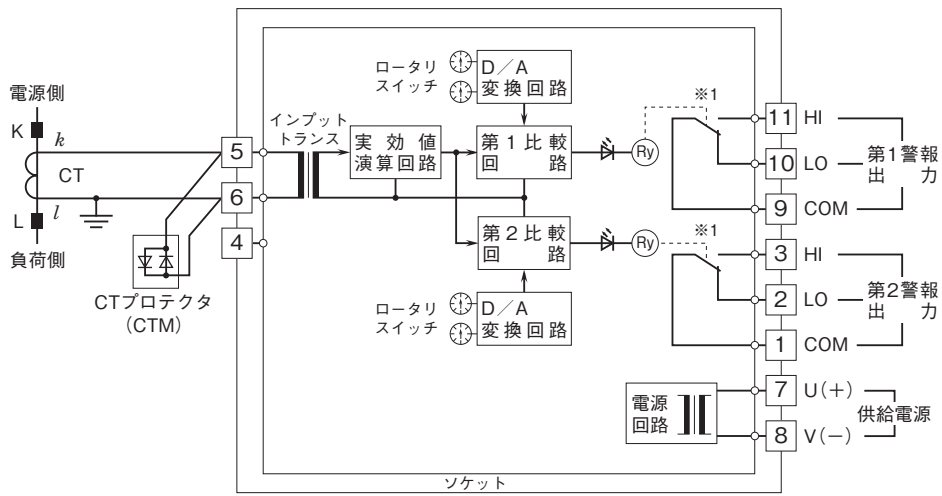 電源側
K
k
CT
L
l
負荷側
CTプロテクタ
（CTM）
5
6
4
インプット
トランス
実効値
演算回路
ロータリ
スイッチ
D／A
変換回路
第1比較
回路
Ry
※1
第2比較
回路
Ry
※1
ロータリ
スイッチ
D／A
変換回路
電源
回路
11 HI
10 LO
9 COM
第1警報
出力
3 HI
2 LO
1 COM
第2警報
出力
7 U（+）
8 V（−）
供給電源
ソケット